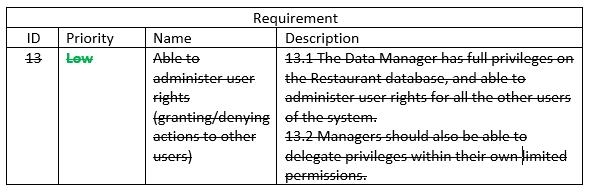 Requirement
ID Priority Name Description
13 Low Able to administer user rights (granting/denying actions to other users) 13.1 The Data Manager has full privileges on the Restaurant database, and able to administer user rights for all the other users of the system.
13.2 Managers should also be able to delegate privileges within their own limited permissions.